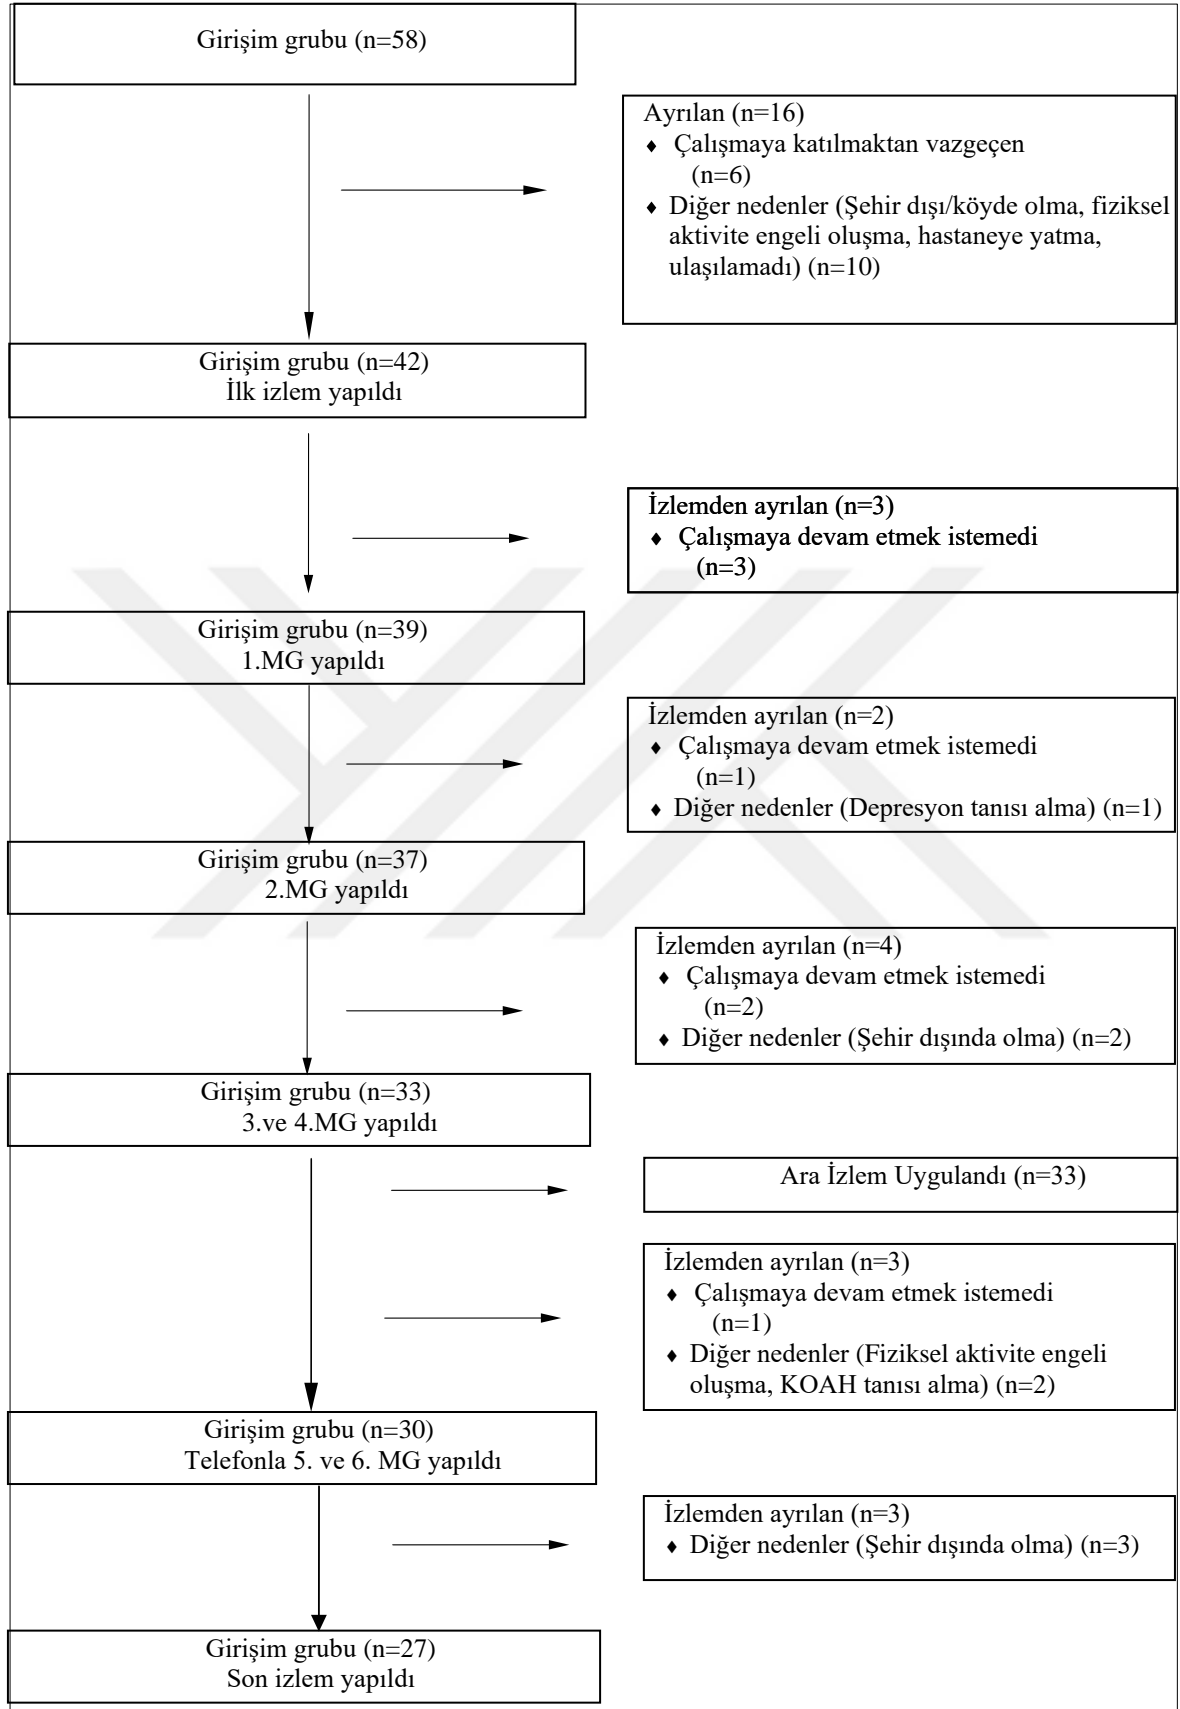 Girişim grubu (n=58)
Ayrılan (n=16)
♦ Çalışmaya katılmaktan vazgeçen
(n=6)
♦ Diğer nedenler (Şehir dışı/köyde olma, fiziksel
aktivite engeli oluşma, hastaneye yatma,
ulaşılamadı) (n=10)
Girişim grubu (n=42)
İlk izlem yapıldı
İzlemden ayrılan (n=3)
♦ Çalışmaya devam etmek istemedi
(n=3)
Girişim grubu (n=39)
1.MG yapıldı
İzlemden ayrılan (n=2)
♦ Çalışmaya devam etmek istemedi
(n=1)
♦ Diğer nedenler (Depresyon tanısı alma) (n=1)
Girişim grubu (n=37)
2.MG yapıldı
İzlemden ayrılan (n=4)
♦ Çalışmaya devam etmek istemedi
(n=2)
♦ Diğer nedenler (Şehir dışında olma) (n=2)
Girişim grubu (n=33)
3.ve 4.MG yapıldı
Ara İzlem Uygulandı (n=33)
İzlemden ayrılan (n=3)
♦ Çalışmaya devam etmek istemedi
(n=1)
♦ Diğer nedenler (Fiziksel aktivite engeli
oluşma, KOAH tanısı alma) (n=2)
Girişim grubu (n=30)
Telefonla 5. ve 6. MG yapıldı
İzlemden ayrılan (n=3)
♦ Diğer nedenler (Şehir dışında olma) (n=3)
Girişim grubu (n=27)
Son izlem yapıldı